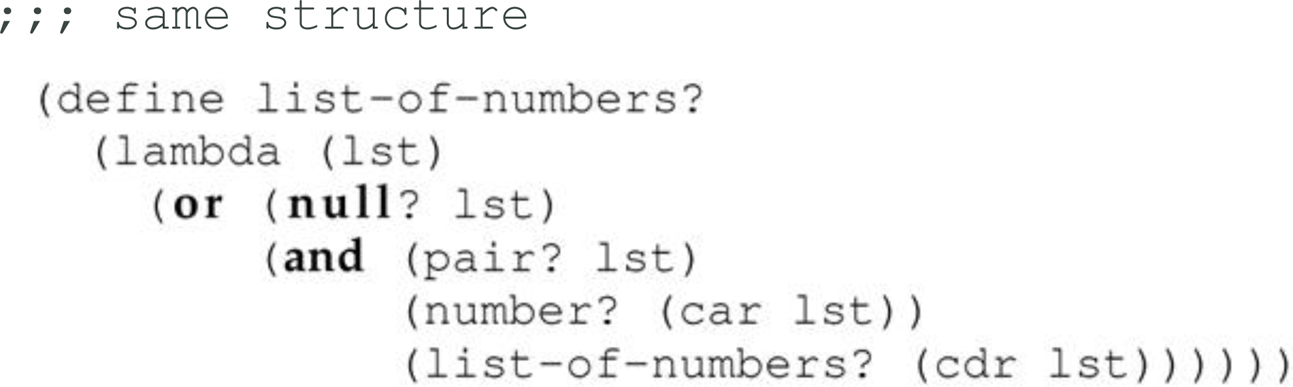 ;;; same structure
(define list-of-numbers?
(lambda (lst)
(or (null? lst)
(and (pair? lst)
(number? (car lst))
(list-of-numbers? (cdr lst))))))